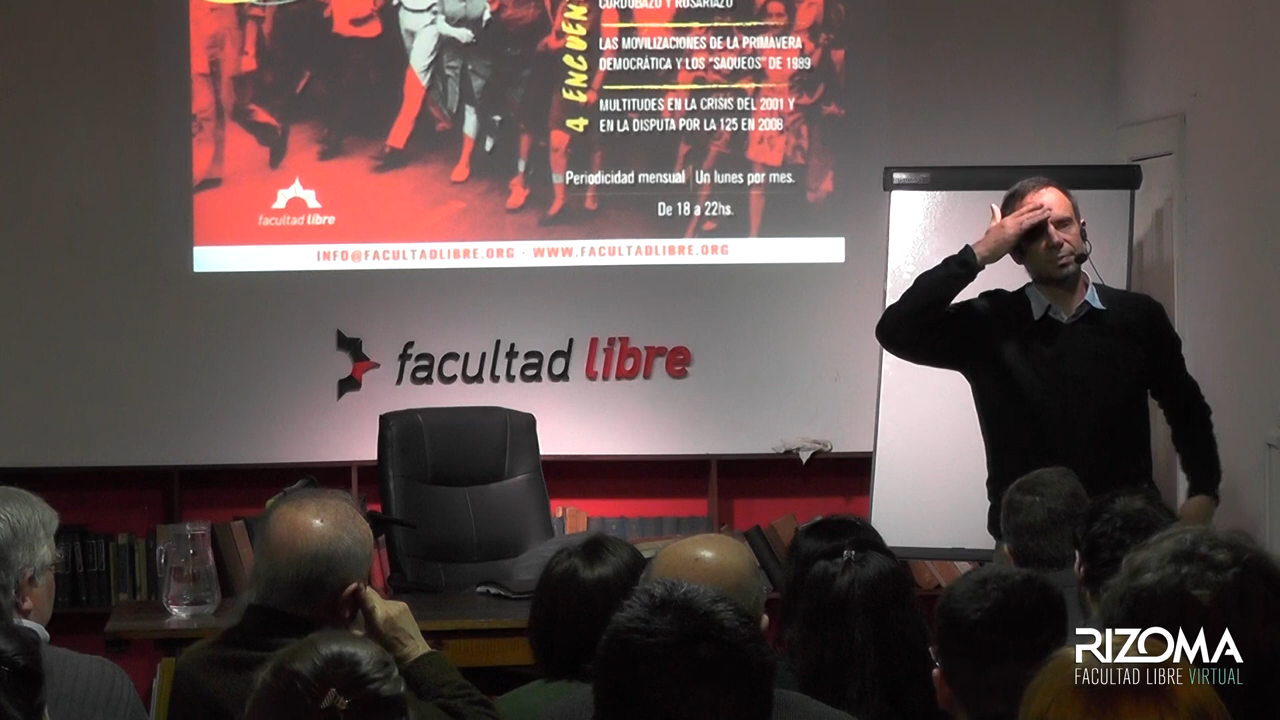 CORDOBAZO Y ROSARIAZO
LAS MOVILIZACIONES DE LA PRIMAVERA
DEMOCRÁTICA Y LOS "SAQUEOS" DE 1989
MULTITUDES EN LA CRISIS DEL 2001 Y
EN LA DISPUTA POR LA 125 EN 2008
4 ENCUEN
Periodicidad mensual | Un lunes por mes.
De 18 a 22hs.
facultad libre
INFO@FACULTADLIBRE.ORG · WWW.FACULTADLIBRE.ORG
facultad libre
RIZOMA
FACULTAD LIBRE VIRTUAL